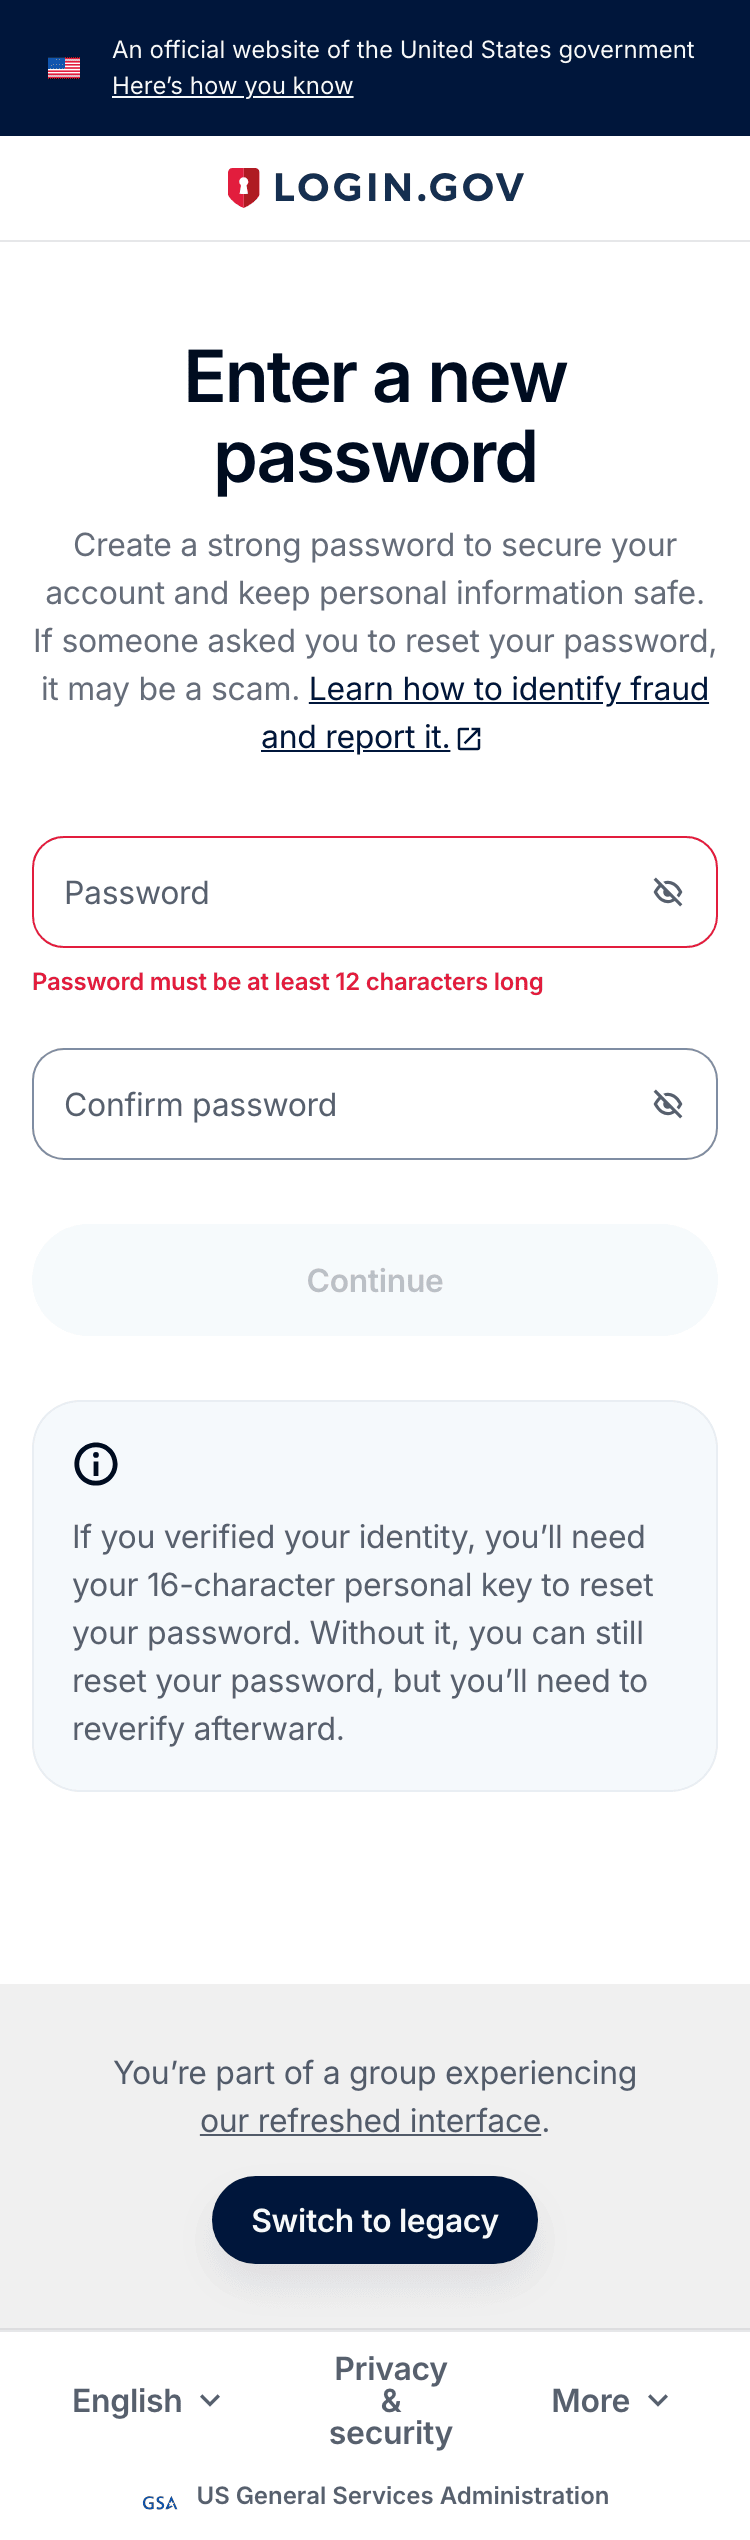 An official website of the United States government
Here’s how you know
LOGIN.GOV
Enter a new
password
Create a strong password to secure your
account and keep personal information safe.
If someone asked you to reset your password,
it may be a scam. Learn how to identify fraud
and report it.
Password
Password must be at least 12 characters long
Confirm password
Continue
If you verified your identity, you’ll need
your 16-character personal key to reset
your password. Without it, you can still
reset your password, but you’ll need to
reverify afterward.
You’re part of a group experiencing
our refreshed interface.
Switch to legacy
English
Privacy
&
security
More
GSA US General Services Administration